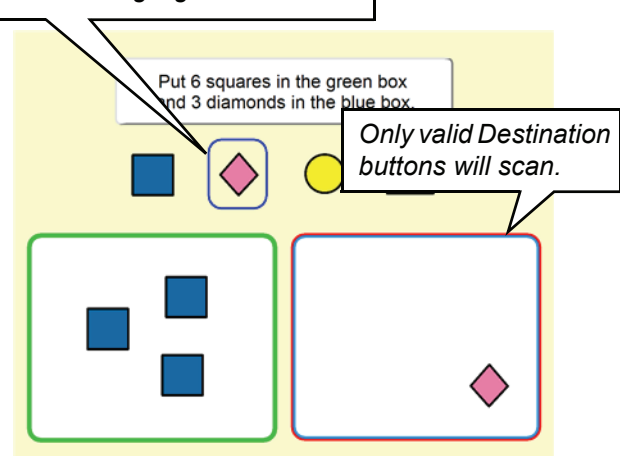 Put 6 squares in the green box
and 3 diamonds in the blue box.
Only valid Destination
buttons will scan.